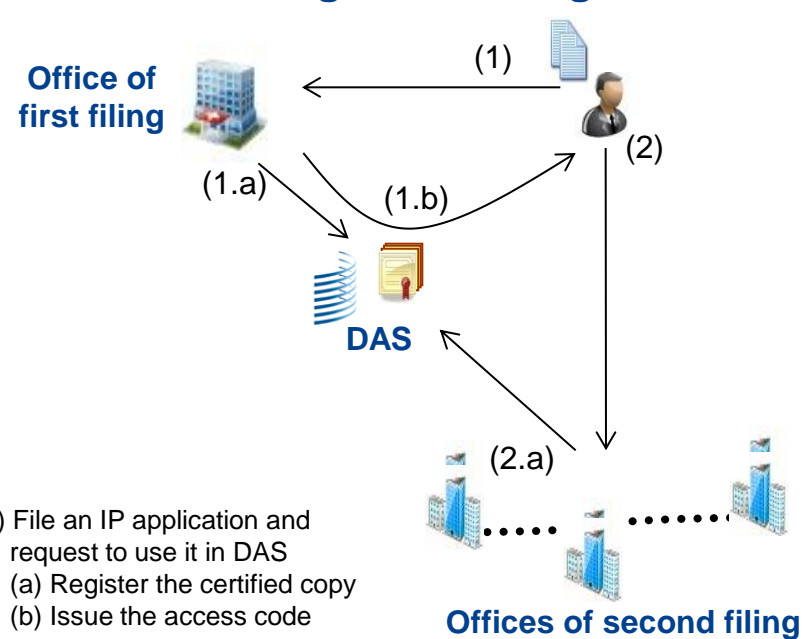 (1)
Office of
first filing
(2)
(1.a)
(1.b)
DAS
(2.a)
) File an IP application and
request to use it in DAS
(a) Register the certified copy
(b) Issue the access code
Offices of second filing